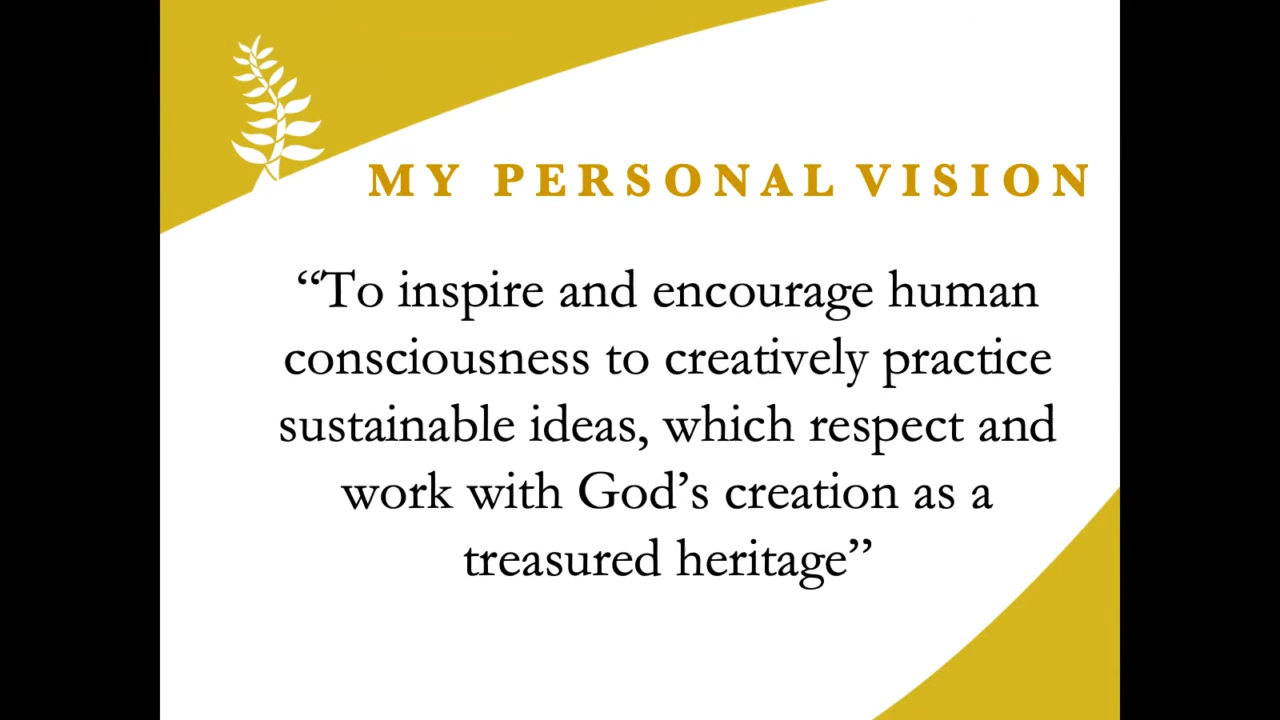 MY PERSONAL VISION
“To inspire and encourage human
consciousness to creatively practice
sustainable ideas, which respect and
work with God’s creation as a
treasured heritage”